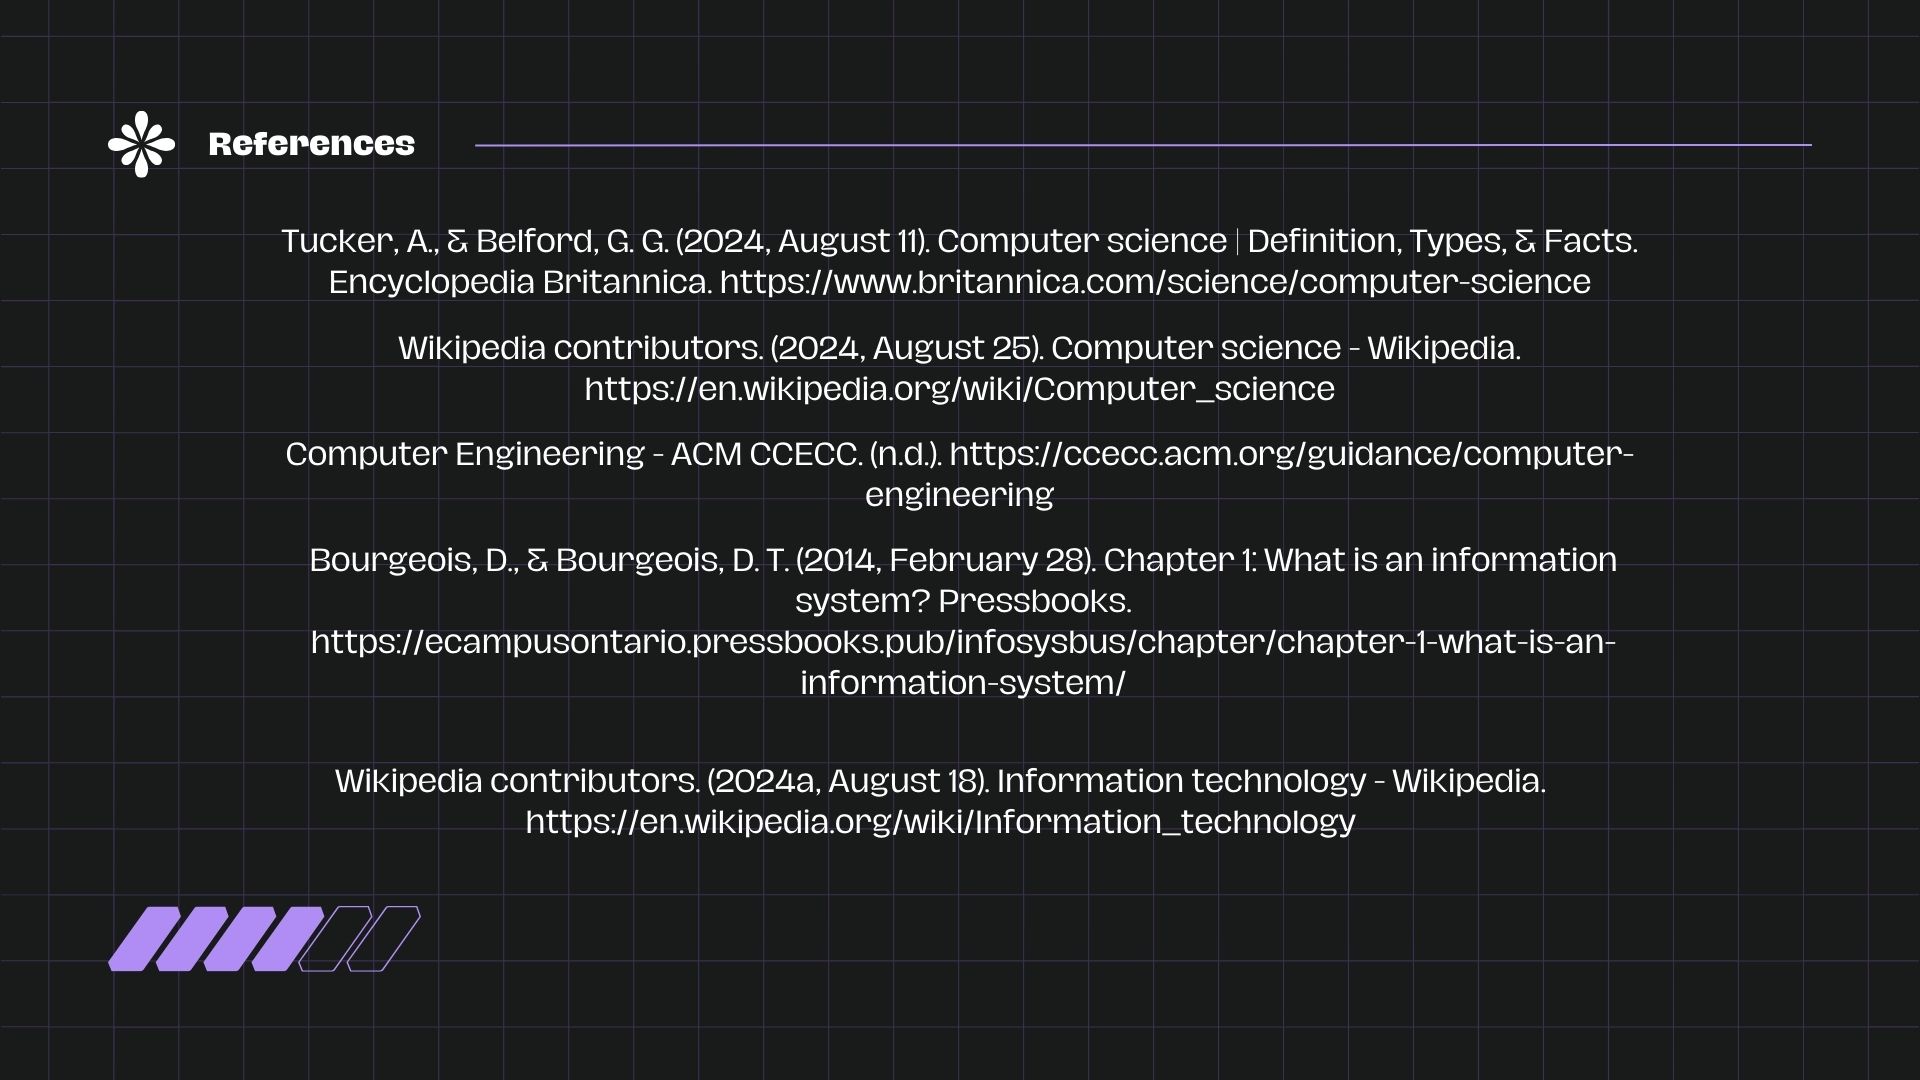 References
Tucker, A., & Belford, G. G. (2024, August 11). Computer science | Definition, Types, & Facts.
Encyclopedia Britannica. https://www.britannica.com/science/computer-science
Wikipedia contributors. (2024, August 25). Computer science - Wikipedia.
https://en.wikipedia.org/wiki/Computer_science
Computer Engineering - ACM CCECC. (n.d.). https://ccecc.acm.org/guidance/computer-
engineering
Bourgeois, D., & Bourgeois, D. T. (2014, February 28). Chapter 1: What is an information
system? Pressbooks.
https://ecampusontario.pressbooks.pub/infosysbus/chapter/chapter-1-what-is-an-
information-system/
Wikipedia contributors. (2024a, August 18). Information technology - Wikipedia.
https://en.wikipedia.org/wiki/Information_technology